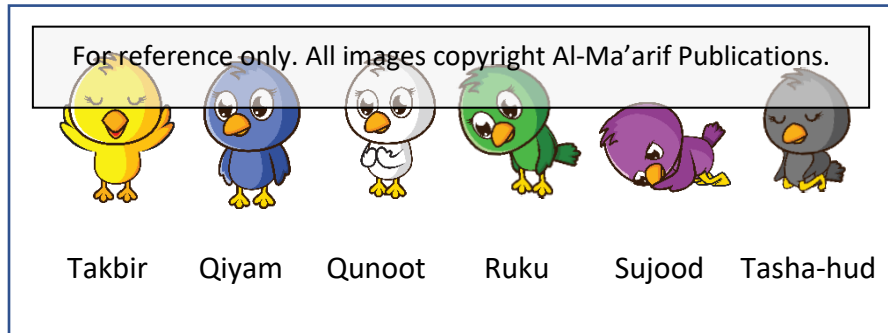 For reference only. All images copyright Al-Ma’arif Publications.
Takbir Qiyam Qunoot Ruku Sujood Tasha-hud